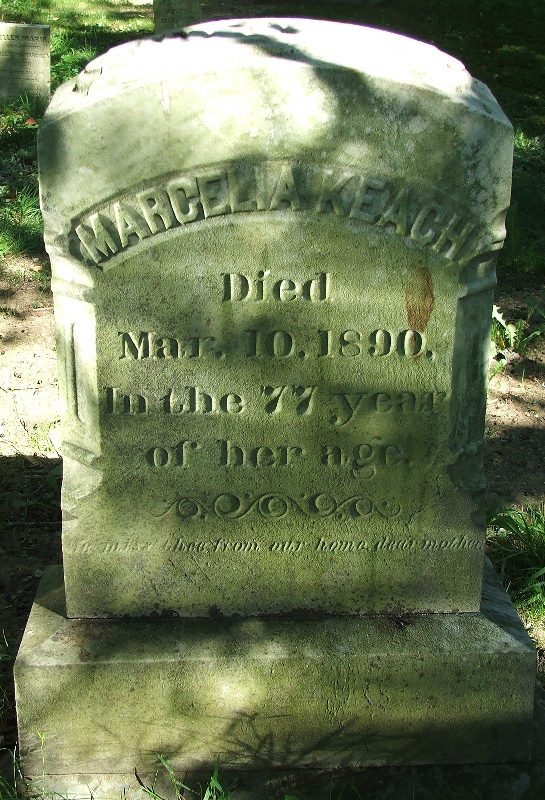 MARCELIA KEACH
Died
Mar. 10, 1890.
In the 77 year
of her age.
We miss thee from our home, dear mother